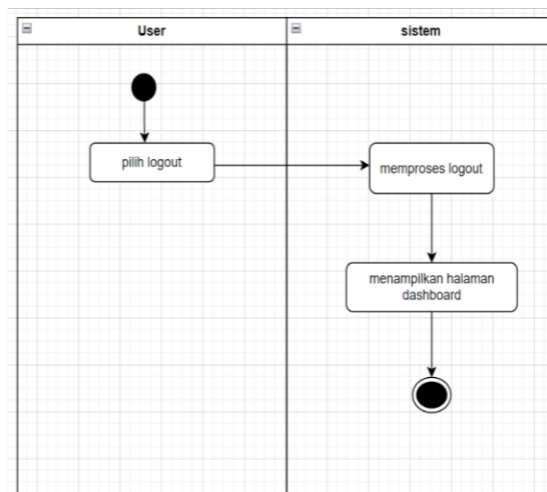 User
sistem
pilih logout
memproses logout
menampilkan halaman
dashboard